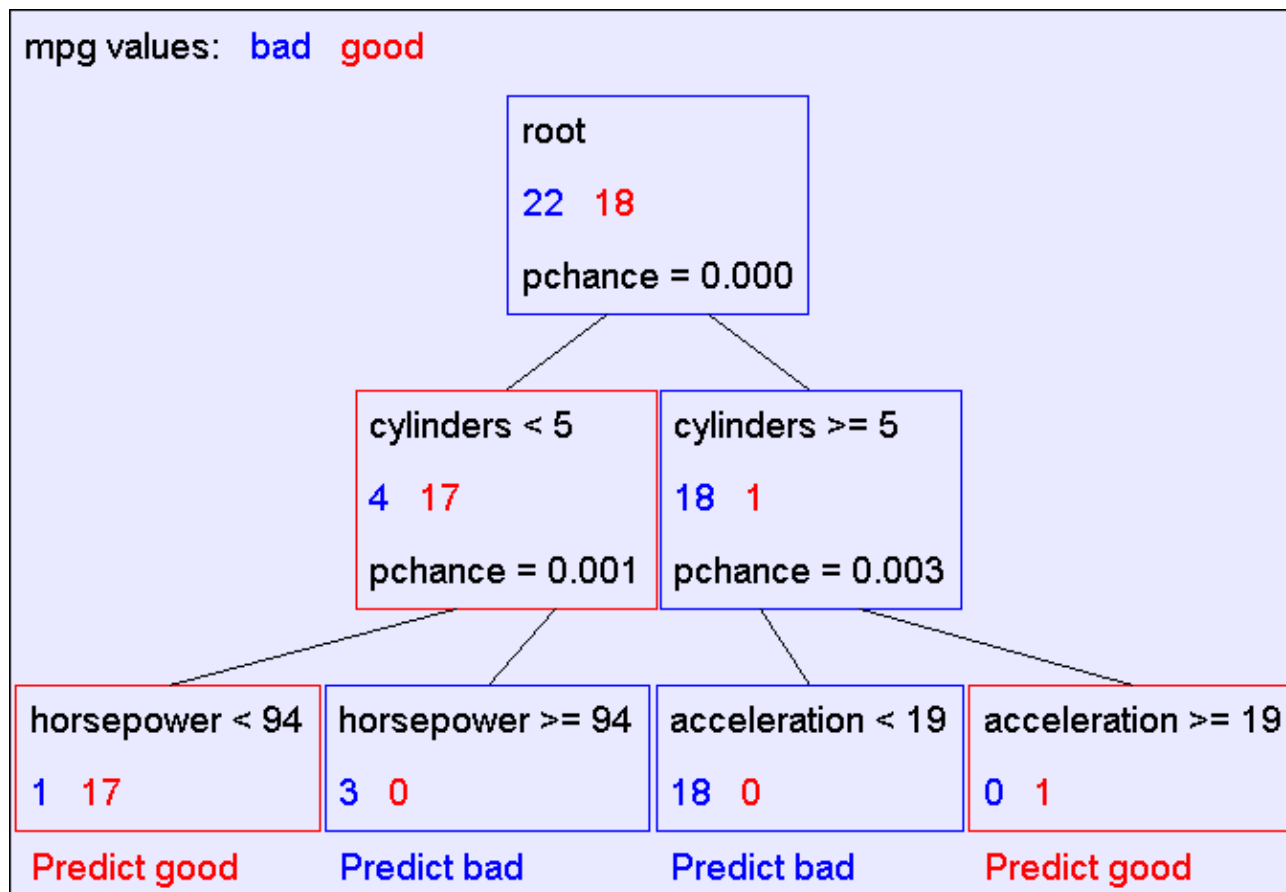 mpg values: bad good
root
22 18
pchance = 0.000
cylinders < 5
4 17
pchance = 0.001
cylinders >= 5
18 1
pchance = 0.003
horsepower < 94
1 17
Predict good
horsepower >= 94
3 0
Predict bad
acceleration < 19
18 0
Predict bad
acceleration >= 19
0 1
Predict good